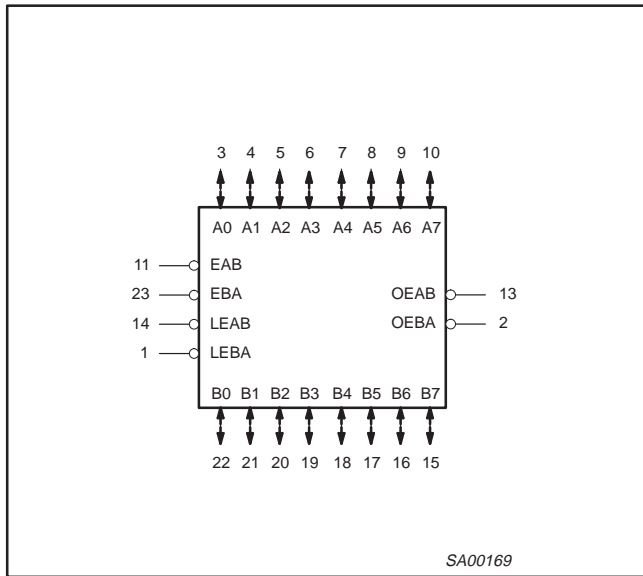 3 4 5 6 7 8 9 10
A0 A1 A2 A3 A4 A5 A6 A7
11 EAB
23 EBA OEAB 13
14 LEAB OEBA 2
1 LEBA
B0 B1 B2 B3 B4 B5 B6 B7
22 21 20 19 18 17 16 15
SA00169